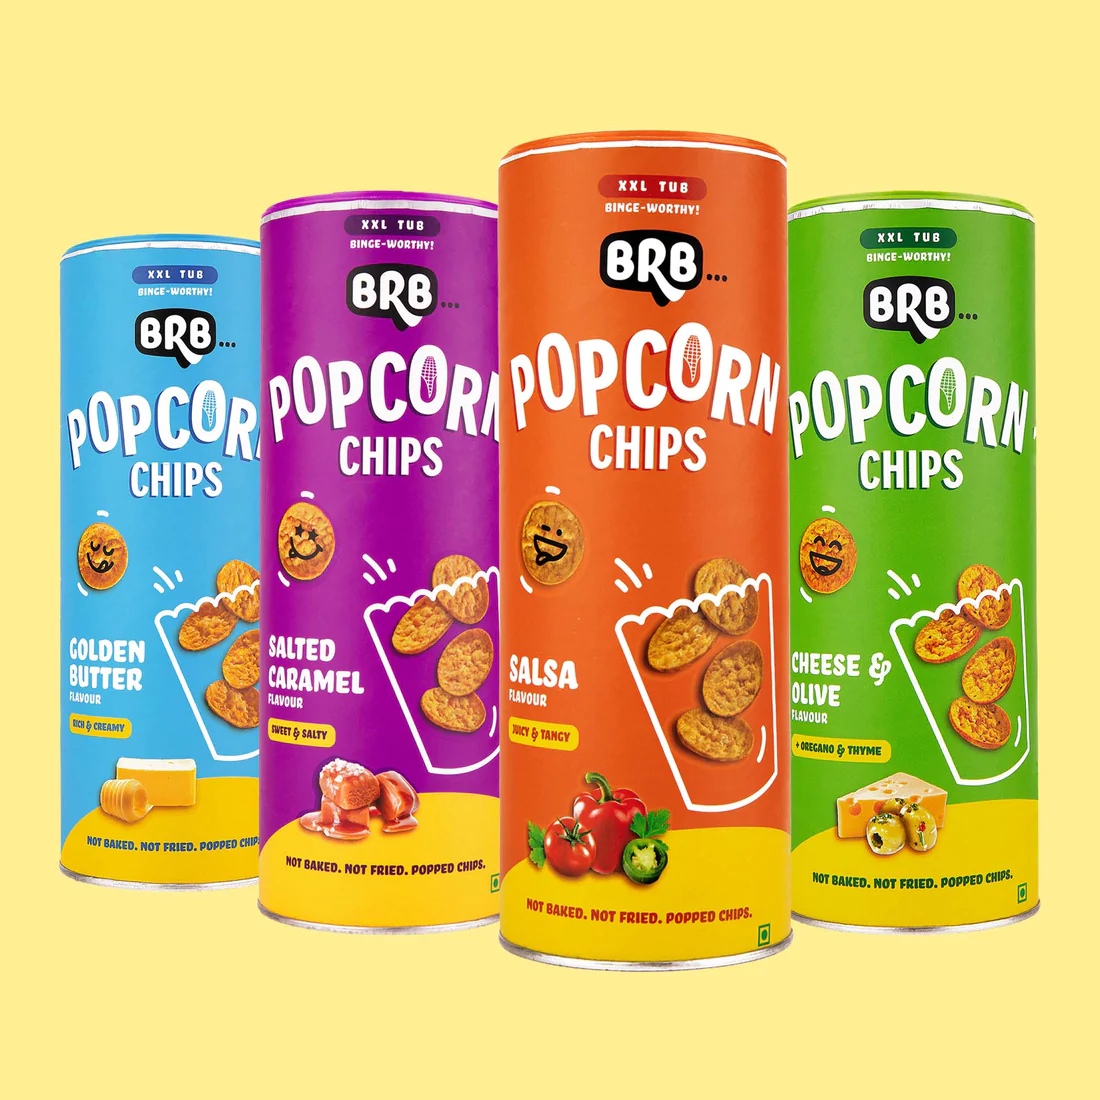 XXL TUB
BINGE-WORTHY!
BRB...
POPCORN
CHIPS
GOLDEN
BUTTER
FLAVOUR
RICH & CREAMY
NOT BAKED. NOT FRIED. POPPED CHIP
XXL TUB
BINGE-WORTHY!
BRB...
POPCORN
CHIPS
SALTED
CARAMEL
FLAVOUR
SWEET & SALTY
NOT BAKED. NOT FRIED. POPPED CHIPS.
XXL TUB
BINGE-WORTHY!
BRB...
POPCORN
CHIPS
SALSA
FLAVOUR
JUICY & TANGY
NOT BAKED. NOT FRIED. POPPED CHIPS.
XXL TUB
BINGE-WORTHY!
BRB...
POPCORN
CHIPS
CHEESE &
OLIVE
FLAVOUR
+ OREGANO & THYME
NOT BAKED. NOT FRIED. POPPED CHIPS.